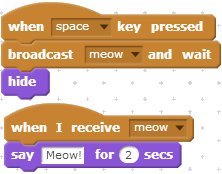 when space key pressed
broadcast meow and wait
hide
when I receive meow
say Meow! for 2 secs